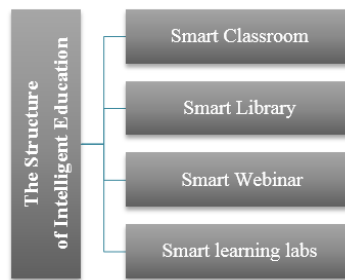 The Structure
of Intelligent Education
Smart Classroom
Smart Library
Smart Webinar
Smart learning labs